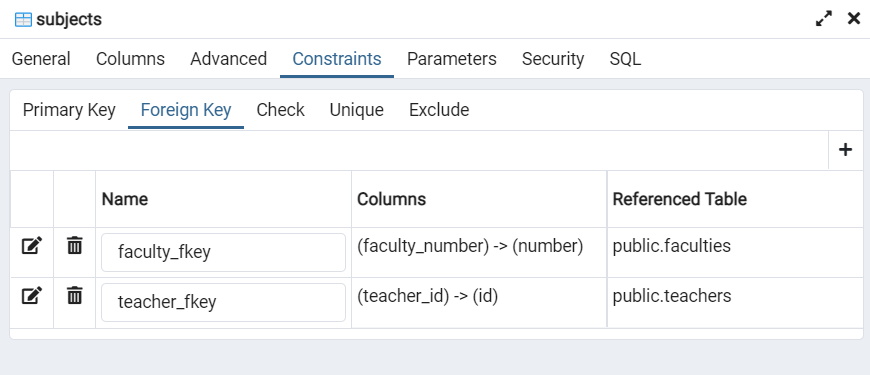 subjects
General Columns Advanced Constraints Parameters Security SQL
Primary Key Foreign Key Check Unique Exclude
Name Columns Referenced Table
faculty_fkey (faculty_number) -> (number) public.faculties
teacher_fkey (teacher_id) -> (id) public.teachers